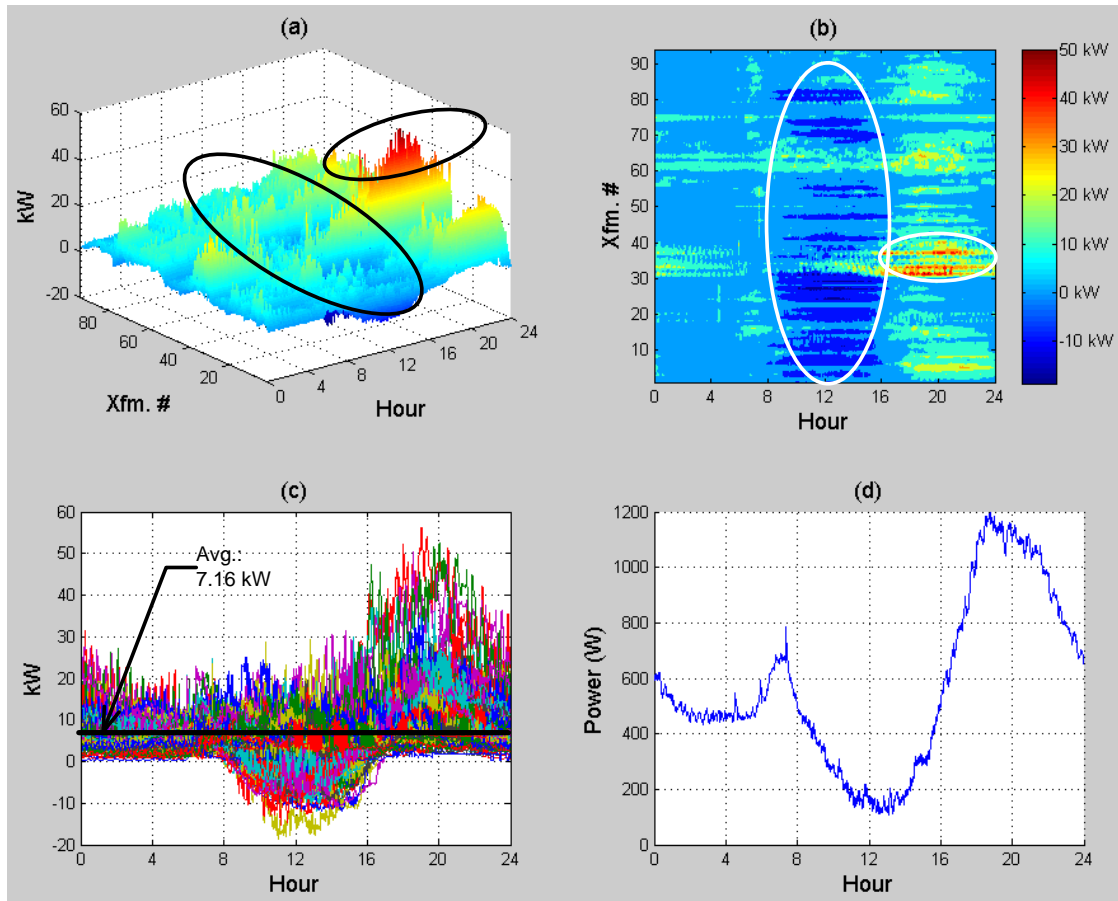 (a)
60
40
20
0
-20
kW
80
60
40
20
0
4
8
12
16
20
24
Xfm. #
Hour
(b)
90
80
70
60
50
40
30
20
10
Xfm. #
0
4
8
12
16
20
24
Hour
50 kW
40 kW
30 kW
20 kW
10 kW
0 kW
-10 kW
(c)
60
50
40
30
20
10
0
-10
-20
kW
Avg.:
7.16 kW
0
4
8
12
16
20
24
Hour
(d)
1200
1000
800
600
400
200
0
Power (W)
0
4
8
12
16
20
24
Hour